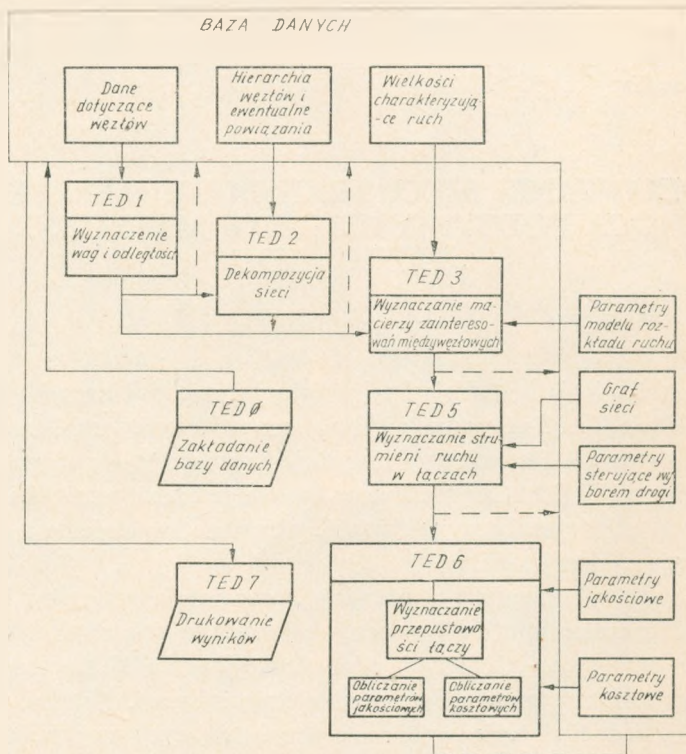 BAZA DANYCH
Dane
dotyczące
węzłów
Hierarchia
węzłów i
ewentualne
powiązania
Wielkości
charakteryzują-
-ce ruch
TED 1
Wyznaczenie
wag i odległości
TED 2
Dekompozycja
sieci
TED 3
Wyznaczanie ma-
cierzy zaintereso-
wań międzywęzłowych
Parametry
modelu roz-
kładu ruchu
TED Ø
Zakładanie
bazy danych
TED 5
Wyznaczanie stru-
mieni ruchu
w łączach
Graf
sieci
Parametry
sterujące wy
borem drogi
TED 7
Drukowanie
wyników
TED 6
Wyznaczanie
przepustowo
ości łączy
Obliczanie
parametrów
jakościowych
Obliczanie
parametrów
kosztowych
Parametry
jakościowe
Parametry
kosztowe